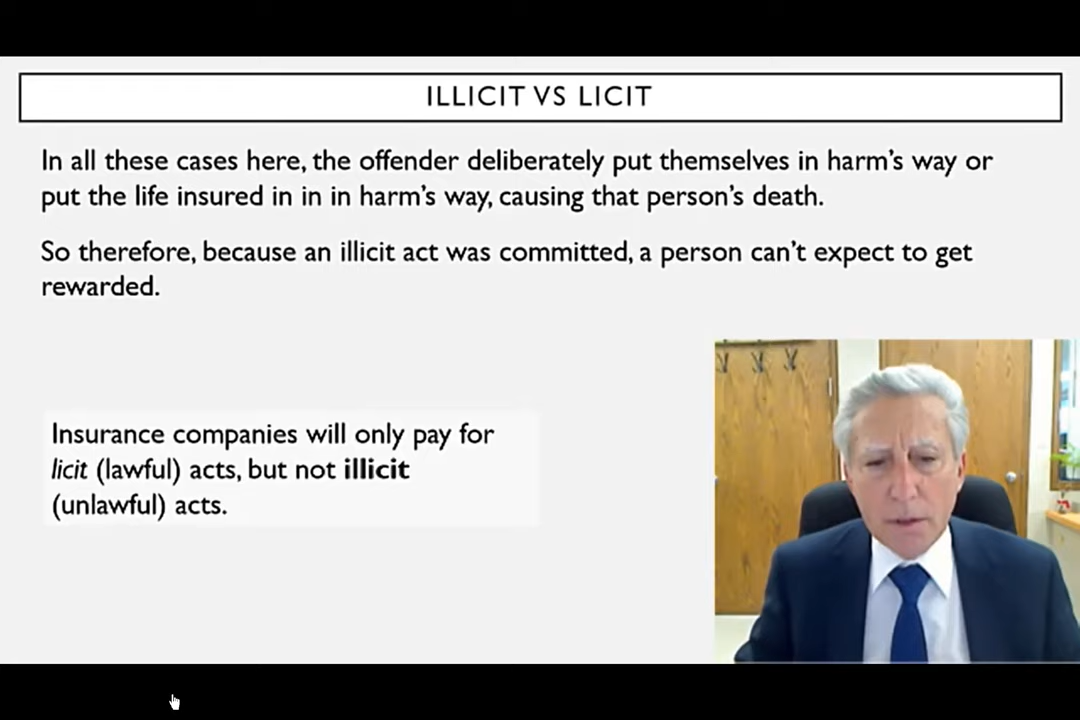 ILLICIT VS LICIT
In all these cases here, the offender deliberately put themselves in harm’s way or
put the life insured in in in harm’s way, causing that person’s death.
So therefore, because an illicit act was committed, a person can’t expect to get
rewarded.
Insurance companies will only pay for
licit (lawful) acts, but not illicit
(unlawful) acts.